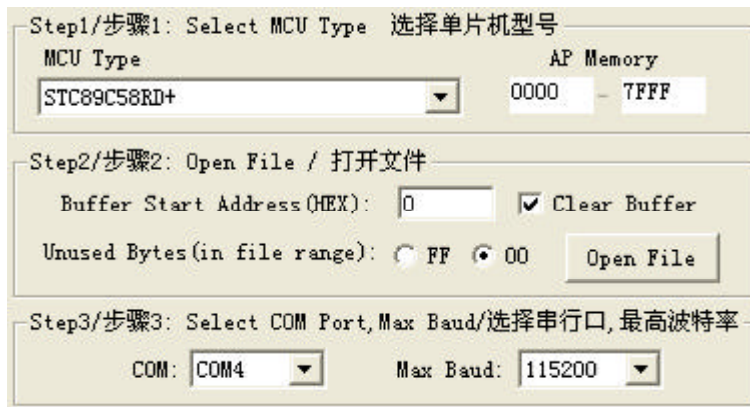 Step1/步骤1: Select MCU Type 选择单片机型号
MCU Type AP Memory
STC89C58RD+ 0000 - 7FFF
Step2/步骤2: Open File / 打开文件
Buffer Start Address(HEX): 0 Clear Buffer
Unused Bytes(in file range): FF 00 Open File
Step3/步骤3: Select COM Port,Max Baud/选择串行口,最高波特率
COM: COM4 Max Baud: 115200